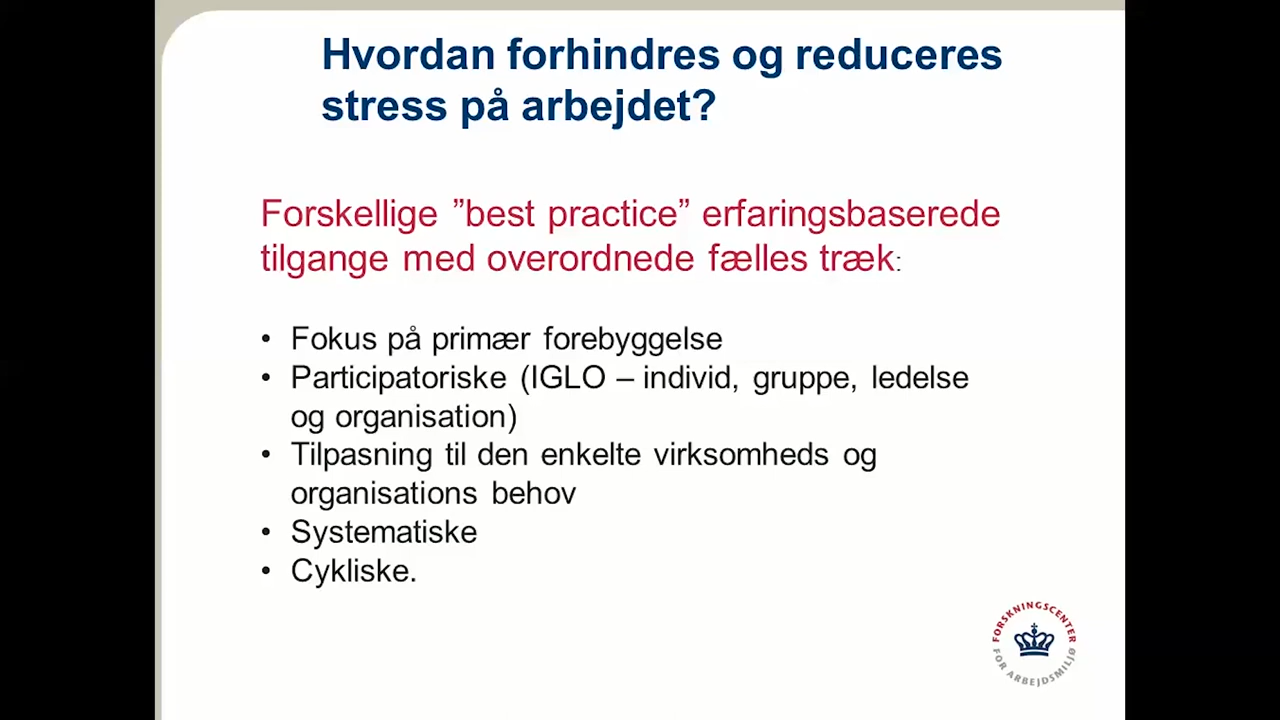 Hvordan forhindres og reduceres
stress på arbejdet?
Forskellige ”best practice” erfaringsbaserede
tilgange med overordnede fælles træk:
• Fokus på primær forebyggelse
• Participatoriske (IGLO – individ, gruppe, ledelse
og organisation)
• Tilpasning til den enkelte virksomheds og
organisations behov
• Systematiske
• Cykliske.
FORSKNINGSCENTER
FOR ARBEJDSMILJØ